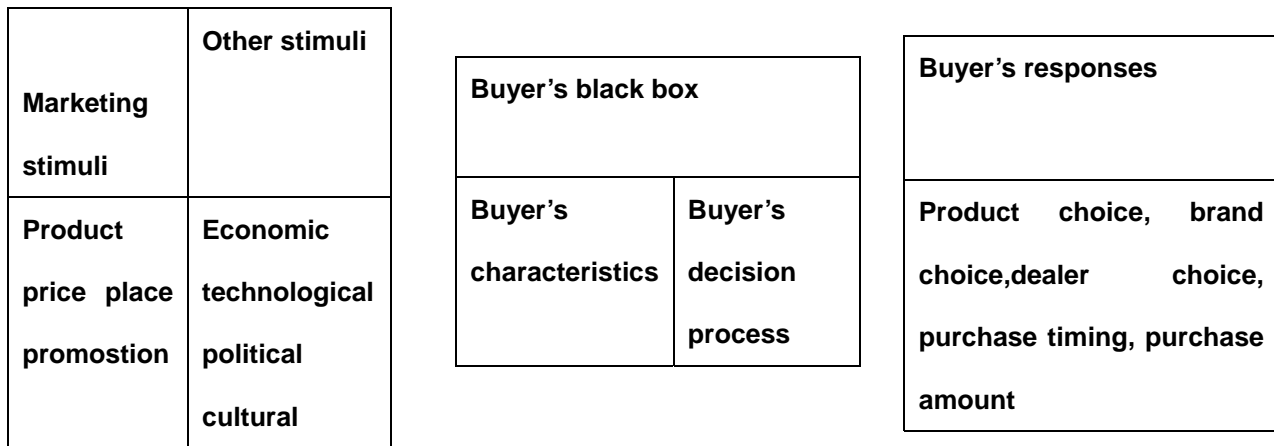 Marketing
stimuli
Other stimuli
Product
price place
promostion
Economic
technological
political
cultural
Buyer’s black box
Buyer’s
characteristics
Buyer’s
decision
process
Buyer’s responses
Product choice, brand
choice,dealer choice,
purchase timing, purchase
amount